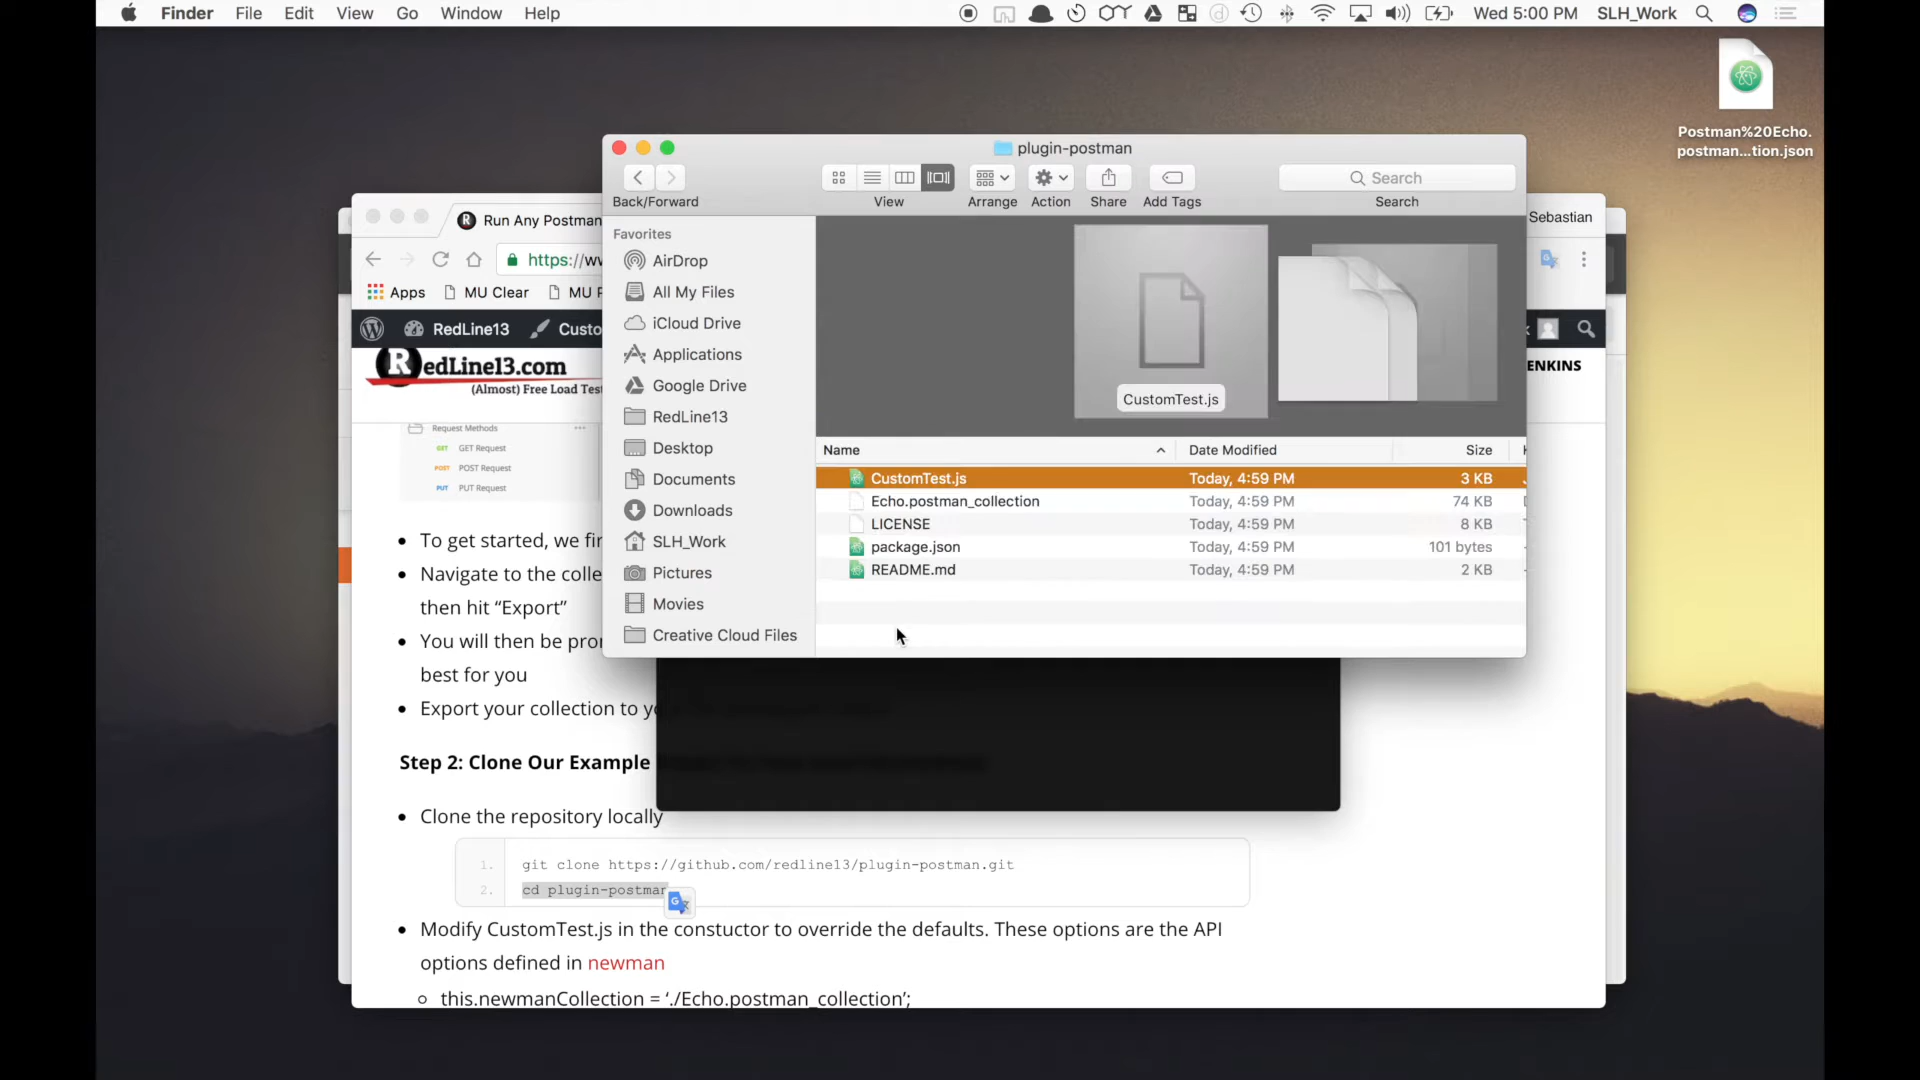 Finder File Edit View Go Window Help
Wed 5:00 PM SLH_Work
Postman%20Echo.
postman...tion.json
plugin-postman
Search
Back/Forward View Arrange Action Share Add Tags Search
Favorites
AirDrop
All My Files
iCloud Drive
Applications
Google Drive
RedLine13
Desktop
Documents
Downloads
SLH_Work
Pictures
Movies
Creative Cloud Files
CustomTest.js
Name Date Modified Size
CustomTest.js Today, 4:59 PM 3 KB
Echo.postman_collection Today, 4:59 PM 74 KB
LICENSE Today, 4:59 PM 8 KB
package.json Today, 4:59 PM 101 bytes
README.md Today, 4:59 PM 2 KB
Run Any Postman
Sebastian
https://w
Apps MU Clear MU
RedLine13 Custo
RedLine13.com
(Almost) Free Load Tes
ENKINS
Request Methods
GET GET Request
POST POST Request
PUT PUT Request
To get started, we fir
Navigate to the colle
then hit “Export”
You will then be pror
best for you
Export your collection to y
Step 2: Clone Our Example
Clone the repository locally
1. git clone https://github.com/redline13/plugin-postman.git
2. cd plugin-postman
Modify CustomTest.js in the constuctor to override the defaults. These options are the API
options defined in newman
this.newmanCollection = ‘./Echo.postman_collection’;